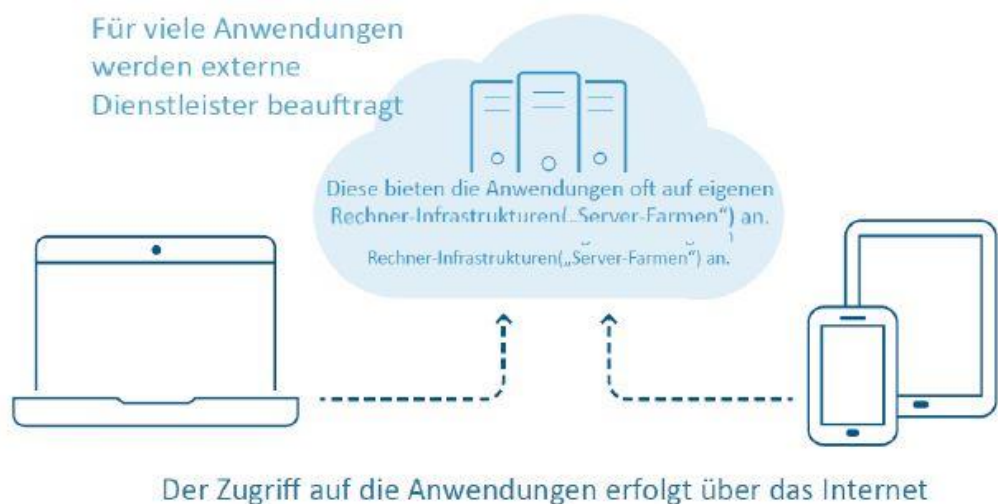 Für viele Anwendungen
werden externe
Dienstleister beauftragt
Diese bieten die Anwendungen oft auf eigenen
Rechner-Infrastrukturen(„Server-Farmen“) an.
Rechner-Infrastrukturen(„Server-Farmen“) an.
Der Zugriff auf die Anwendungen erfolgt über das Internet